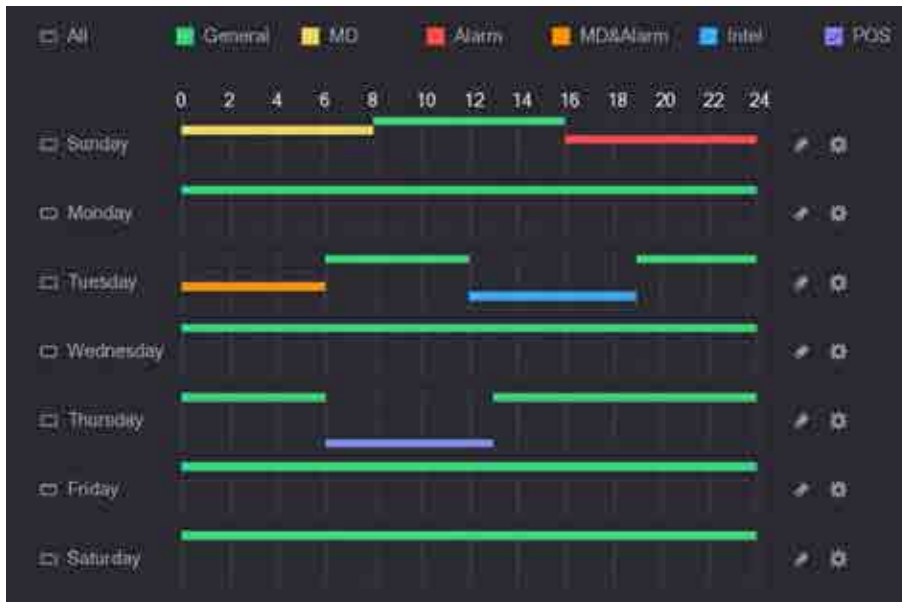 All General MD Alarm MD&Alarm Intel POS
0 2 4 6 8 10 12 14 16 18 20 22 24
Sunday
Monday
Tuesday
Wednesday
Thursday
Friday
Saturday